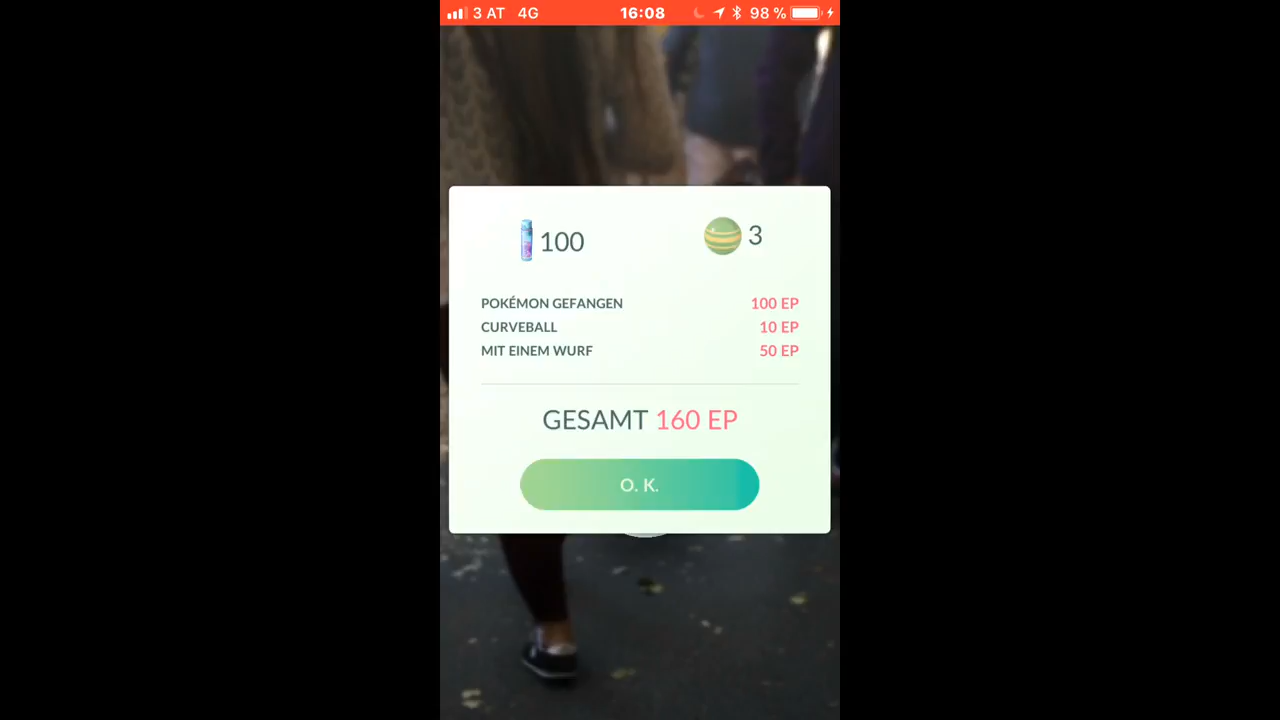 3 AT 4G 16:08 98 %
100 3
POKÉMON GEFANGEN 100 EP
CURVEBALL 10 EP
MIT EINEM WURF 50 EP
GESAMT 160 EP
O. K.